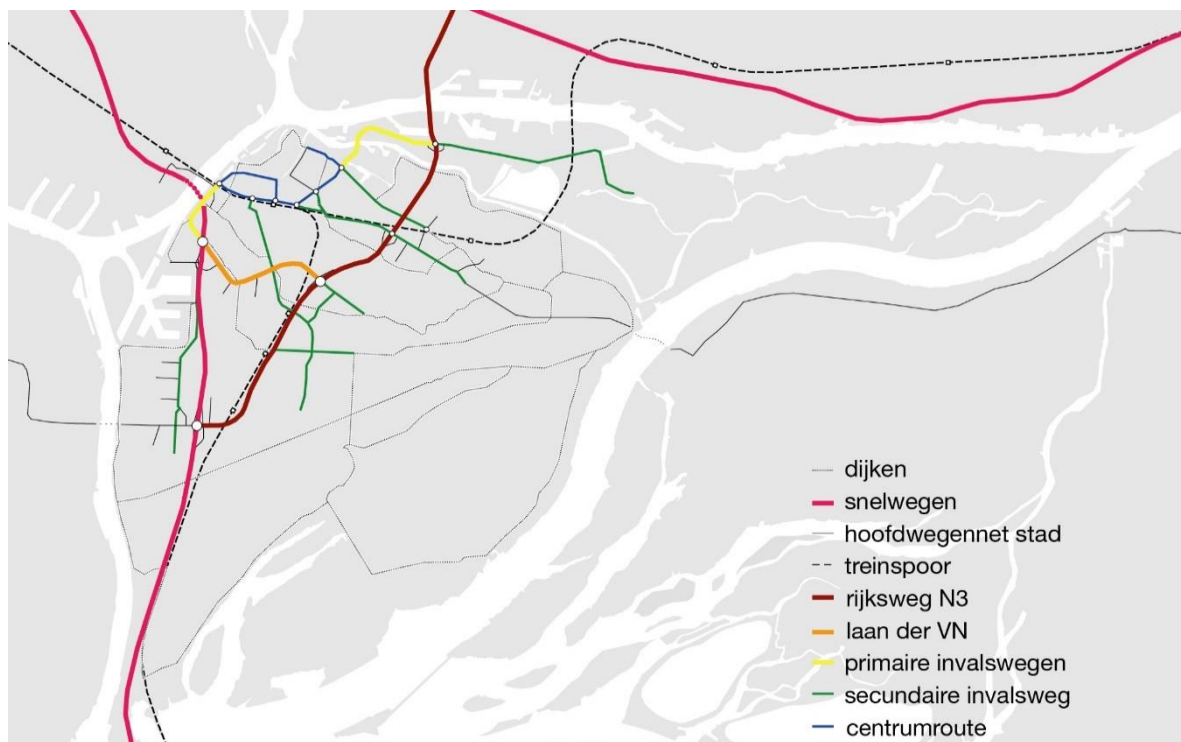 dijken
snelwegen
hoofdwegennet stad
treinspoor
rijksweg N3
laan der VN
primaire invalswegen
secundaire invalsweg
centrumroute